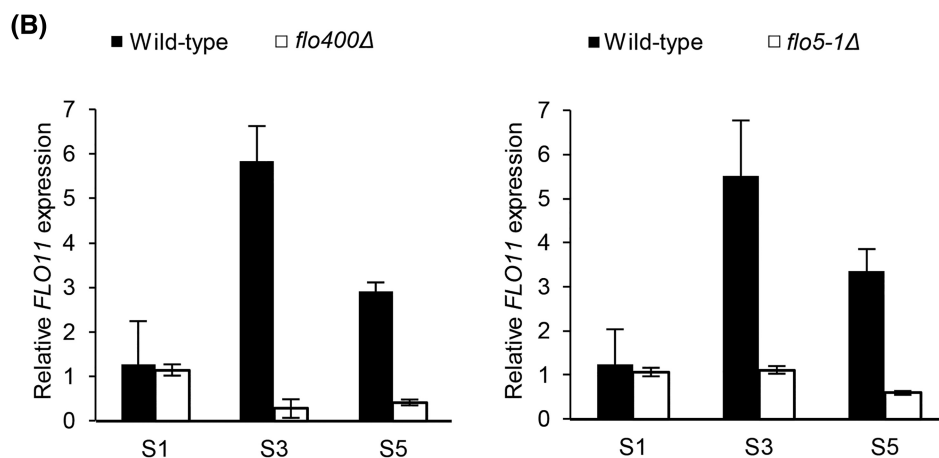 (B)
Wild-type flo400Δ
Relative FLO11 expression
7
6
5
4
3
2
1
0
S1 S3 S5
Wild-type flo5-1Δ
Relative FLO11 expression
7
6
5
4
3
2
1
0
S1 S3 S5